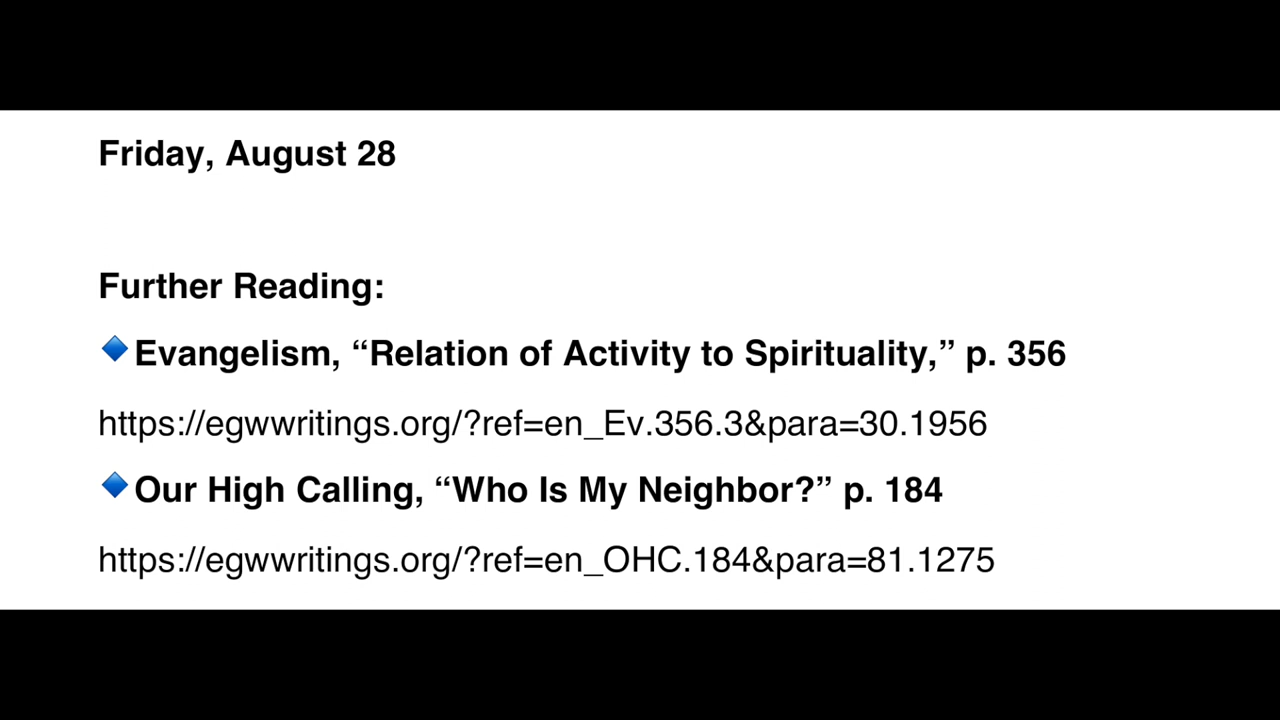 Friday, August 28
Further Reading:
🔹Evangelism, “Relation of Activity to Spirituality,” p. 356
https://egwwritings.org/?ref=en_Ev.356.3&para=30.1956
🔹Our High Calling, “Who Is My Neighbor?” p. 184
https://egwwritings.org/?ref=en_OHC.184&para=81.1275